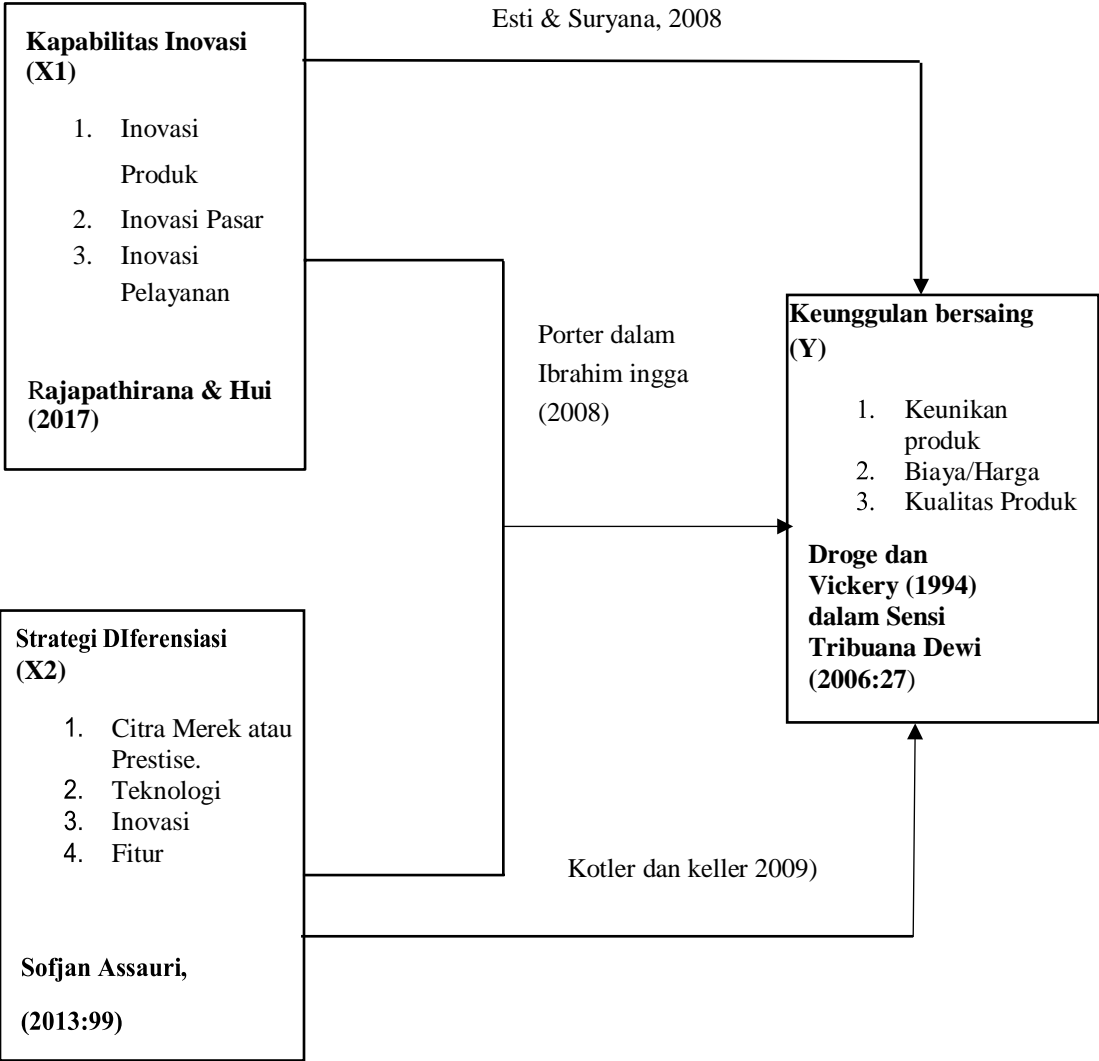 Esti & Suryana, 2008
Kapabilitas Inovasi
(X1)
1. Inovasi
Produk
2. Inovasi Pasar
3. Inovasi
Pelayanan
Rajapathirana & Hui
(2017)
Porter dalam
Ibrahim ingga
(2008)
Keunggulan bersaing
(Y)
1. Keunikan
produk
2. Biaya/Harga
3. Kualitas Produk
Droge dan
Vickery (1994)
dalam Sensi
Tribuana Dewi
(2006:27)
Strategi DIferensiasi
(X2)
1. Citra Merek atau
Prestise.
2. Teknologi
3. Inovasi
4. Fitur
Sofjan Assauri,
(2013:99)
Kotler dan keller 2009)